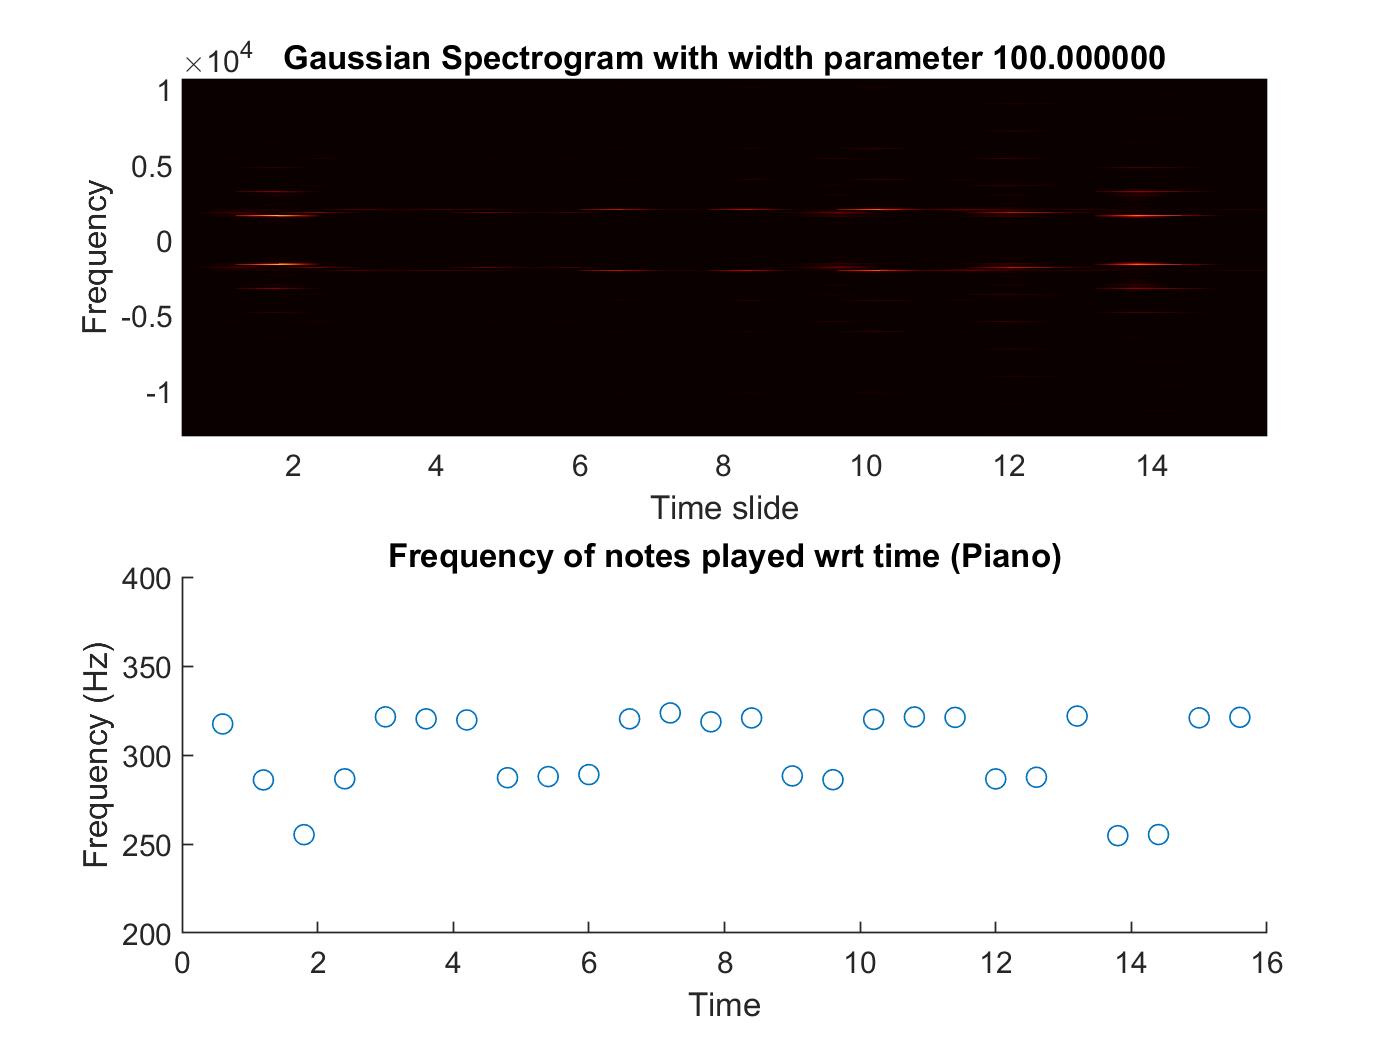 ×10⁴ Gaussian Spectrogram with width parameter 100.000000
1
0.5
0
-0.5
-1
Frequency
2 4 6 8 10 12 14
Time slide
Frequency of notes played wrt time (Piano)
400
350
300
250
200
Frequency (Hz)
0 2 4 6 8 10 12 14 16
Time